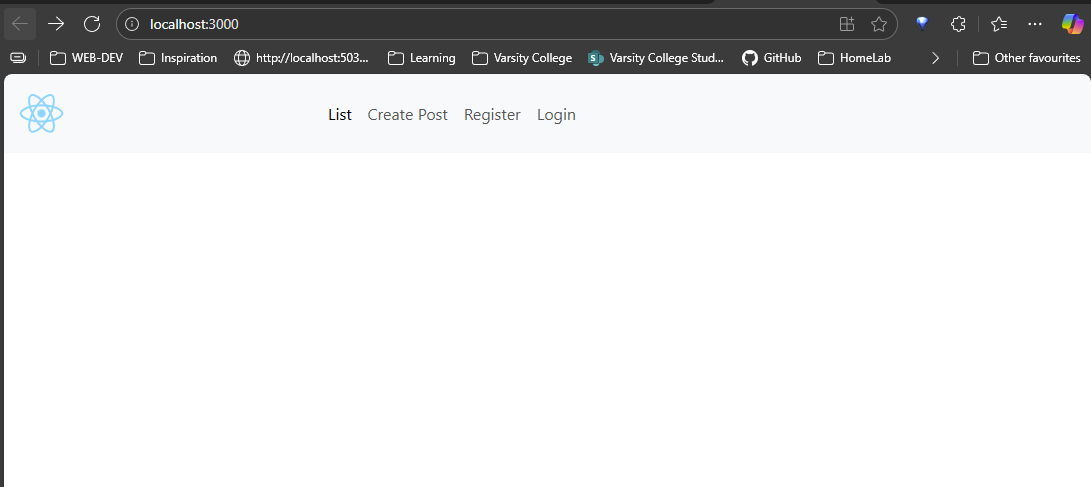 localhost:3000
WEB-DEV Inspiration http://localhost:503... Learning Varsity College Varsity College Stud... GitHub HomeLab Other favourites
List Create Post Register Login